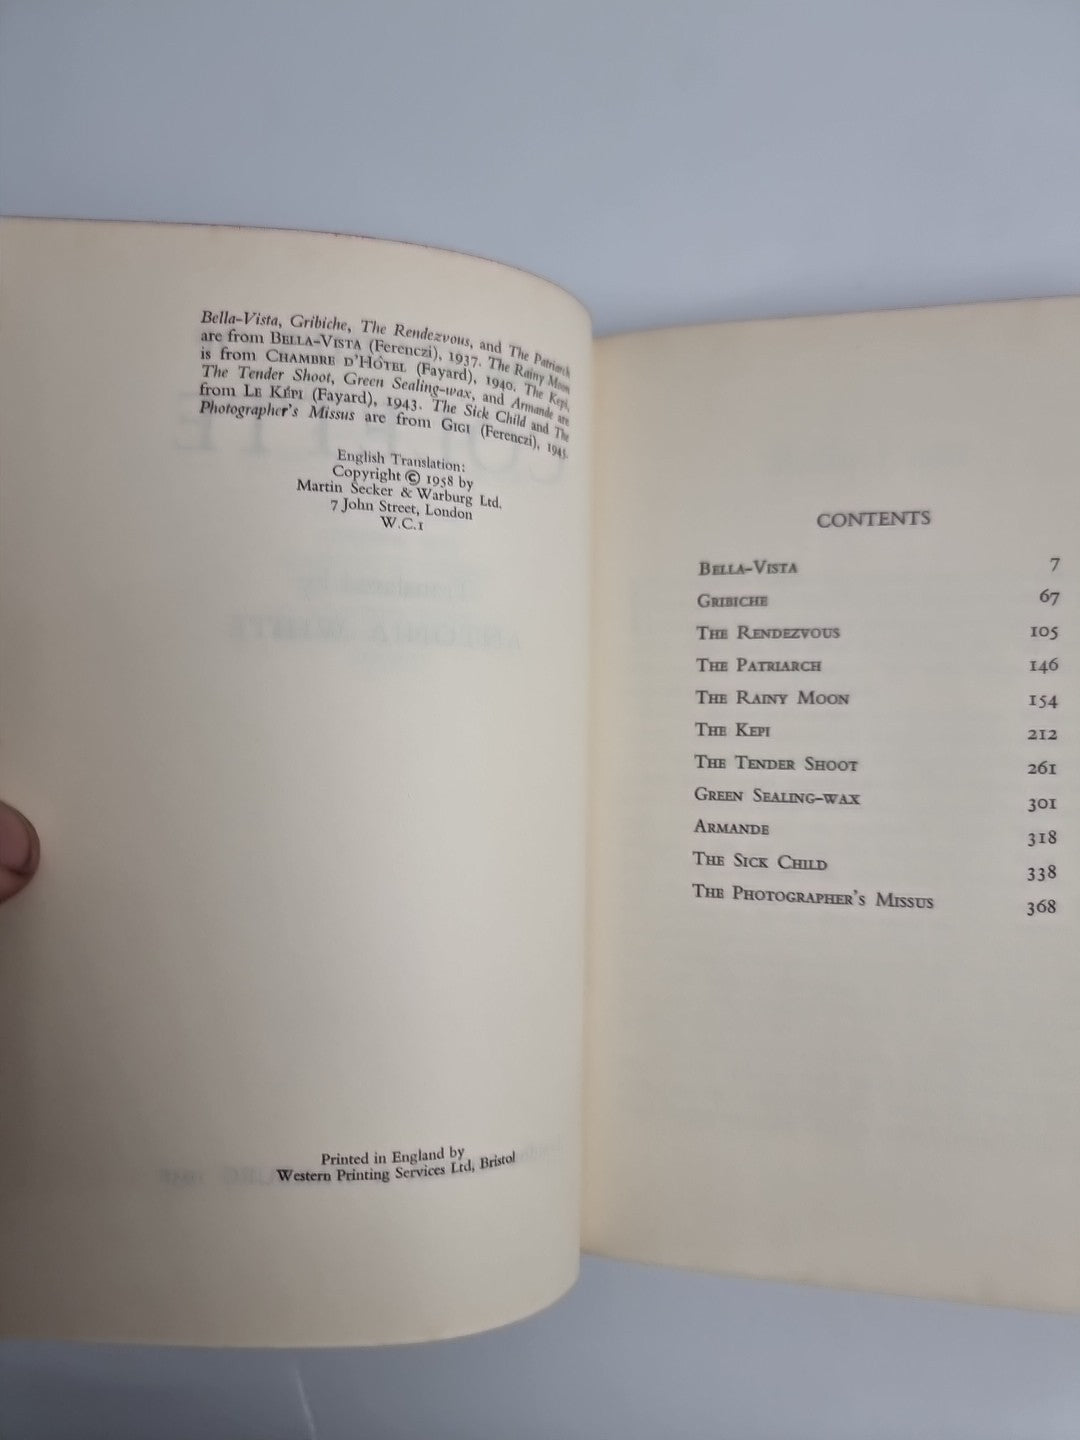 Bella-Vista, Gribiche, The Rendezvous, and The Patriarch
are from BELLA-VISTA (Ferenczi), 1937. The Rainy Moon
is from CHAMBRE D'HÔTEL (Fayard), 1940. The Kepi,
The Tender Shoot, Green Sealing-wax, and Armande are
from LE KÉPI (Fayard), 1943. The Sick Child and The
Photographer's Missus are from GIGI (Ferenczi), 1945.
English Translation:
Copyright © 1958 by
Martin Secker & Warburg Ltd.
7 John Street, London
W.C.1
Printed in England by
Western Printing Services Ltd, Bristol
CONTENTS
BELLA-VISTA 7
GRIBICHE 67
THE RENDEZVOUS 105
THE PATRIARCH 146
THE RAINY MOON 154
THE KEPI 212
THE TENDER SHOOT 261
GREEN SEALING-WAX 301
ARMANDE 318
THE SICK CHILD 338
THE PHOTOGRAPHER'S MISSUS 368